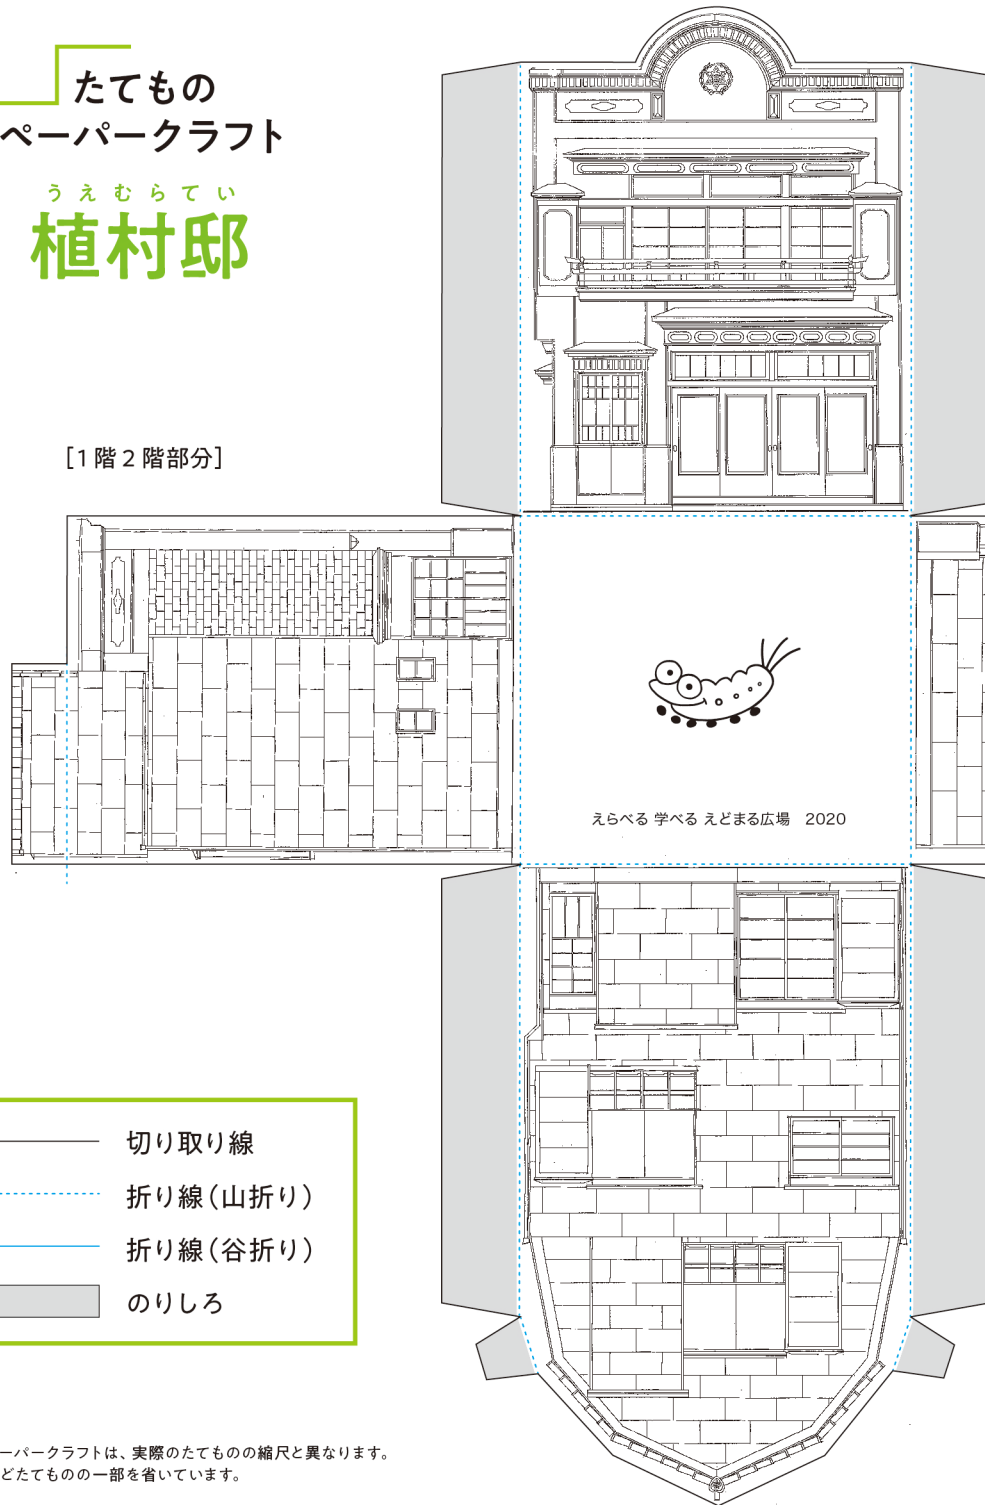 たてもの
ペーパークラフト
うえむらてい
植村邸
［1階2階部分］
えらべる 学べる えどまる広場　2020
切り取り線
折り線（山折り）
折り線（谷折り）
のりしろ
ーパークラフトは、実際のたてものの縮尺と異なります。
どたてものの一部を省いています。